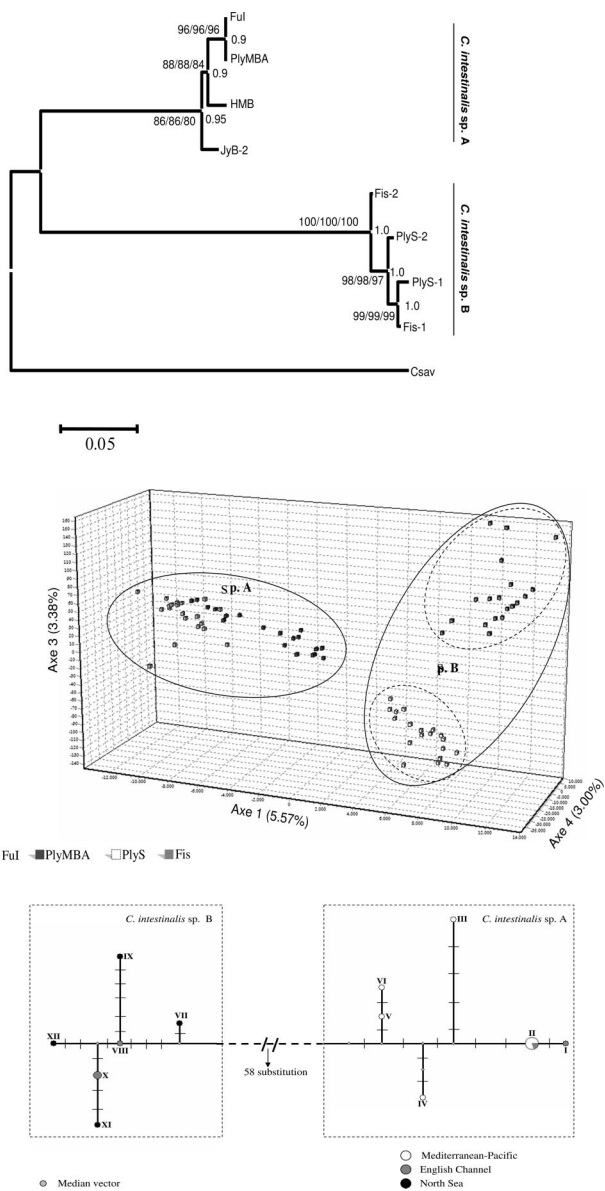 FuI
96/96/96
0.9
PlyMBA
88/88/84
0.9
HMB
86/86/80
0.95
JyB-2
C. intestinalis sp. A
Fis-2
100/100/100
1.0
PlyS-2
1.0
98/98/97
PlyS-1
1.0
99/99/99
Fis-1
C. intestinalis sp. B
Csav
0.05
Sp. A
p. B
Axe 3 (3.38%)
Axe 1 (5.57%)
Axe 4 (3.00%)
FuI PlyMBA PlyS Fis
C. intestinalis sp. B
C. intestinalis sp. A
IX
III
VI
VII
V
XII
VIII
II
I
X
58 substitution
IV
XI
Mediterranean-Pacific
English Channel
Median vector
North Sea